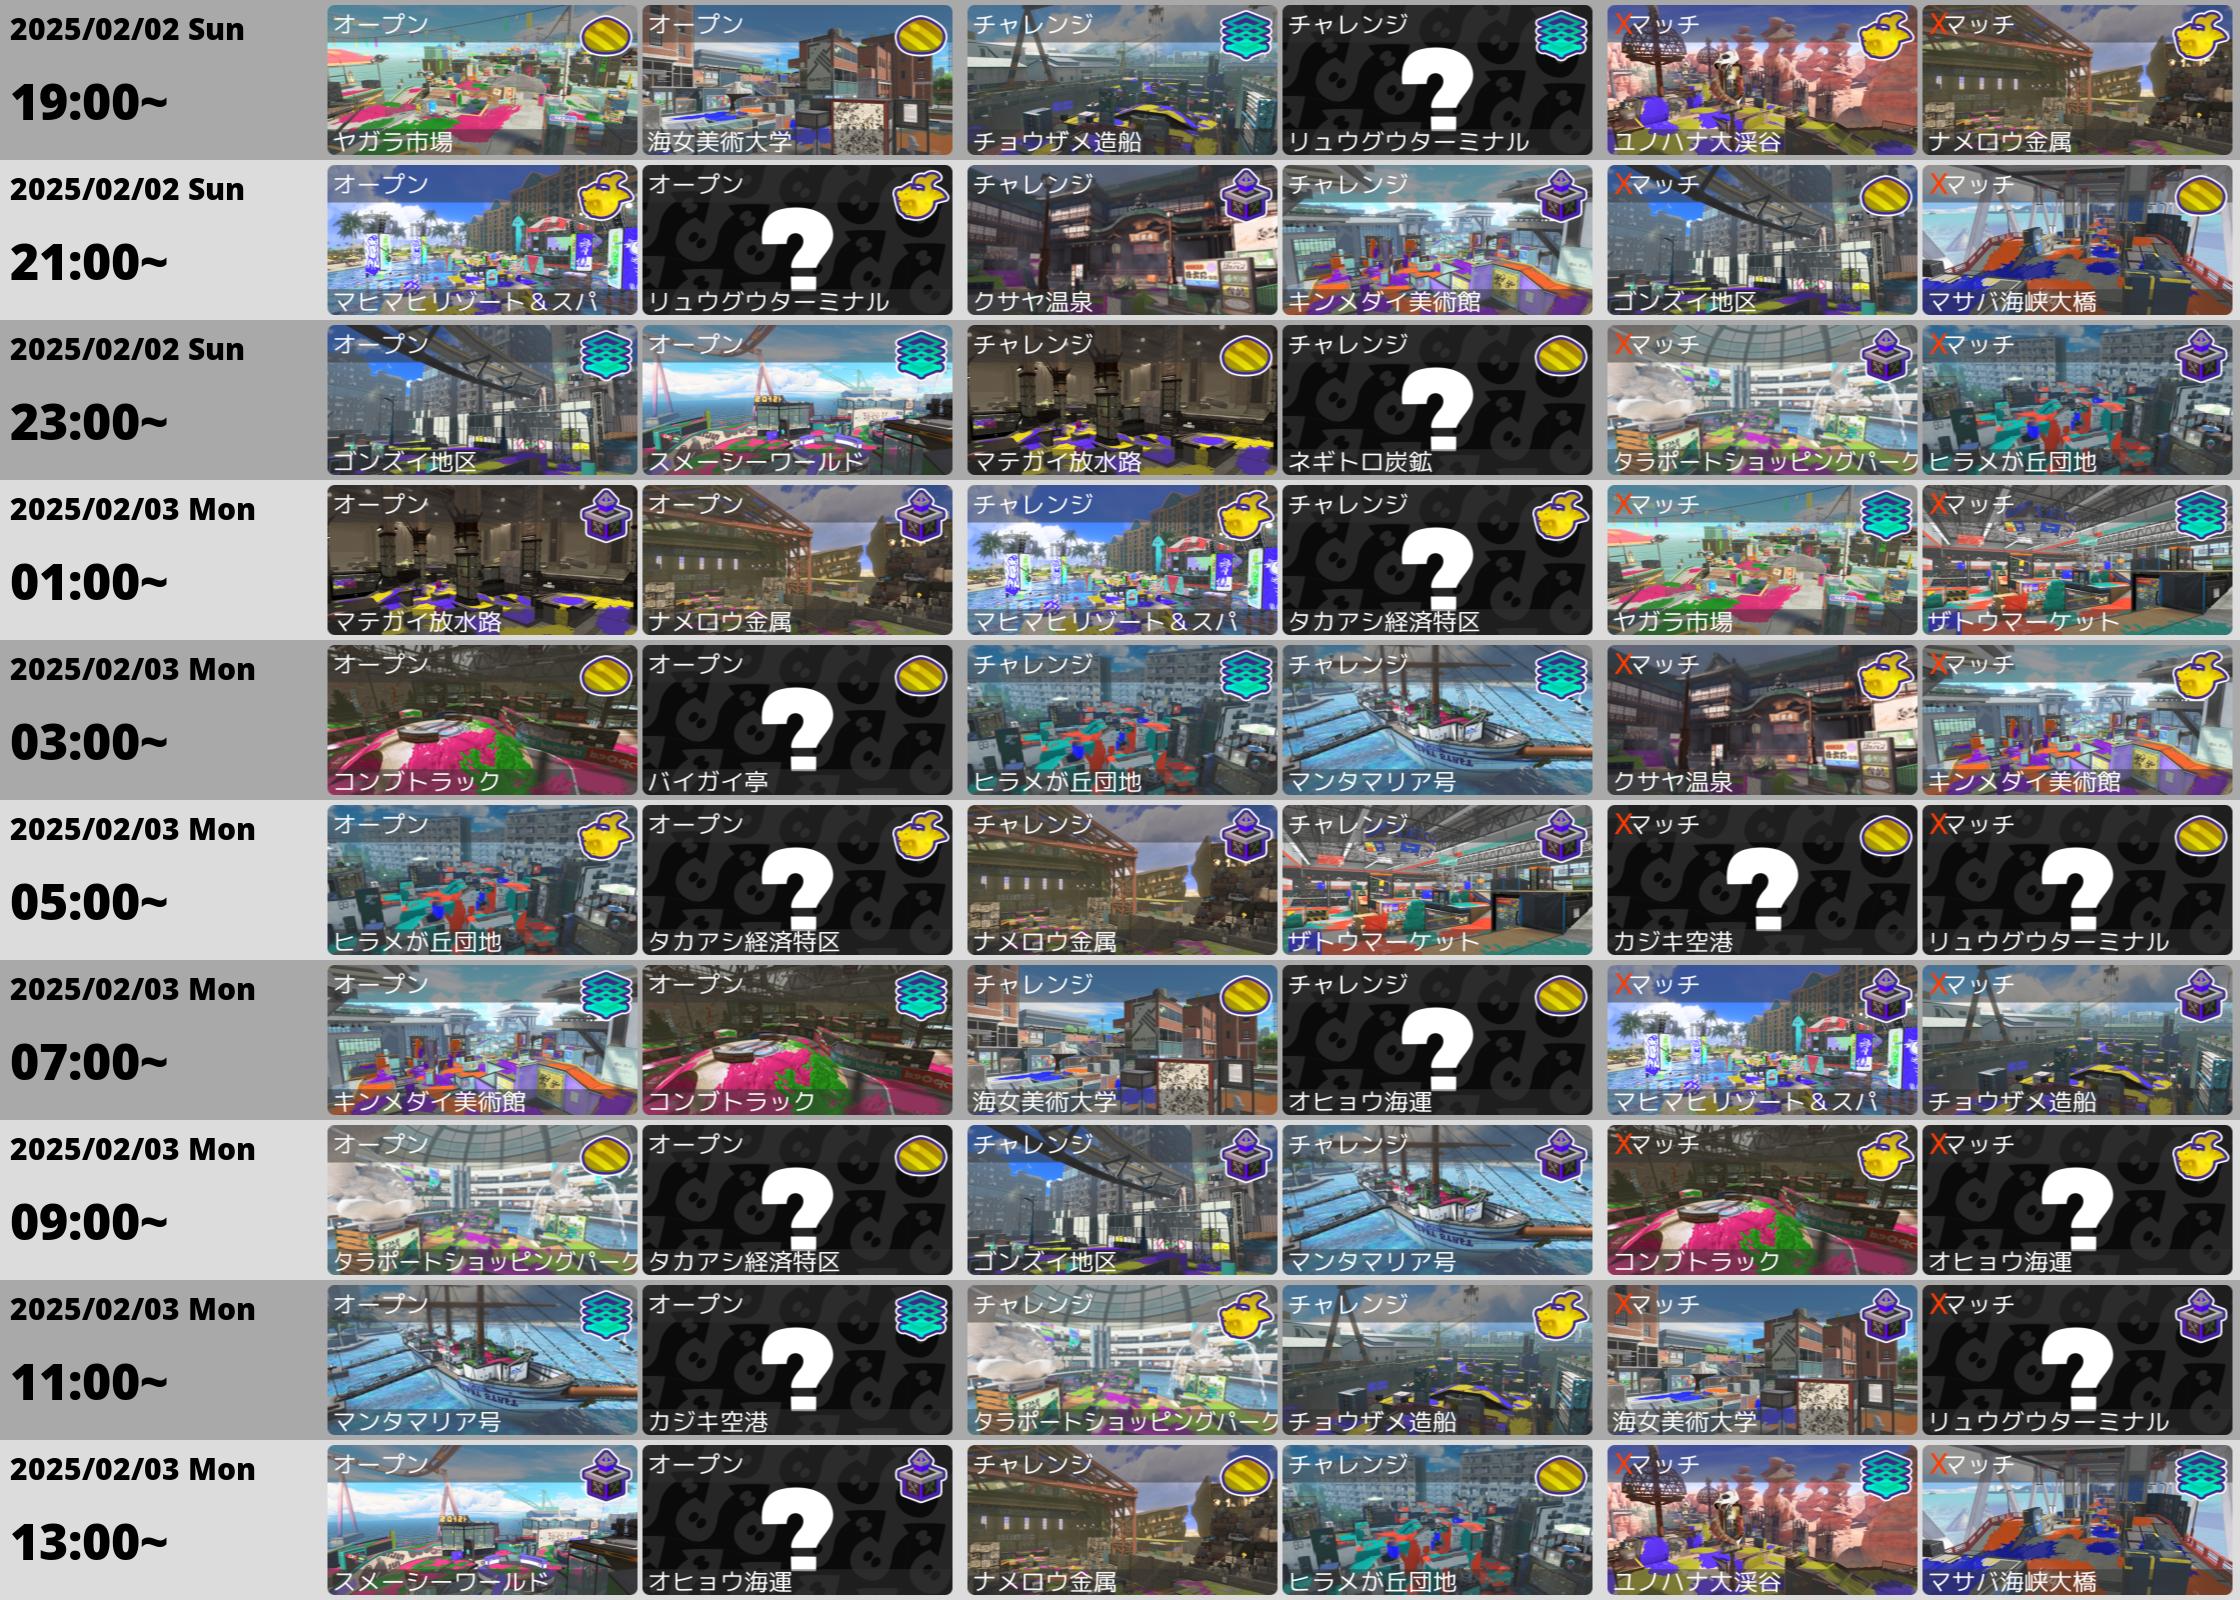 2025/02/02 Sun
19:00~
オープン
ヤガラ市場
オープン
海女美術大学
チャレンジ
チョウザメ造船
チャレンジ
リュウグウターミナル
Xマッチ
ユノハナ大渓谷
Xマッチ
ナメロウ金属
2025/02/02 Sun
21:00~
オープン
マヒマヒリゾート＆スパ
オープン
リュウグウターミナル
チャレンジ
クサヤ温泉
チャレンジ
キンメダイ美術館
Xマッチ
ゴンズイ地区
Xマッチ
マサバ海峡大橋
2025/02/02 Sun
23:00~
オープン
ゴンズイ地区
オープン
スメーシーワールド
チャレンジ
マテガイ放水路
チャレンジ
ネギトロ炭鉱
Xマッチ
タラポートショッピングパーク
Xマッチ
ヒラメが丘団地
2025/02/03 Mon
01:00~
オープン
マテガイ放水路
オープン
ナメロウ金属
チャレンジ
マヒマヒリゾート＆スパ
チャレンジ
タカアシ経済特区
Xマッチ
ヤガラ市場
Xマッチ
ザトウマーケット
2025/02/03 Mon
03:00~
オープン
コンブトラック
オープン
バイガイ亭
チャレンジ
ヒラメが丘団地
チャレンジ
マンタマリア号
Xマッチ
クサヤ温泉
Xマッチ
キンメダイ美術館
2025/02/03 Mon
05:00~
オープン
ヒラメが丘団地
オープン
タカアシ経済特区
チャレンジ
ナメロウ金属
チャレンジ
ザトウマーケット
Xマッチ
カジキ空港
Xマッチ
リュウグウターミナル
2025/02/03 Mon
07:00~
オープン
キンメダイ美術館
オープン
コンブトラック
チャレンジ
海女美術大学
チャレンジ
オヒョウ海運
Xマッチ
マヒマヒリゾート＆スパ
Xマッチ
チョウザメ造船
2025/02/03 Mon
09:00~
オープン
タラポートショッピングパーク
オープン
タカアシ経済特区
チャレンジ
ゴンズイ地区
チャレンジ
マンタマリア号
Xマッチ
コンブトラック
Xマッチ
オヒョウ海運
2025/02/03 Mon
11:00~
オープン
マンタマリア号
オープン
カジキ空港
チャレンジ
タラポートショッピングパーク
チャレンジ
チョウザメ造船
Xマッチ
海女美術大学
Xマッチ
リュウグウターミナル
2025/02/03 Mon
13:00~
オープン
スメーシーワールド
オープン
オヒョウ海運
チャレンジ
ナメロウ金属
チャレンジ
ヒラメが丘団地
Xマッチ
ユノハナ大渓谷
Xマッチ
マサバ海峡大橋